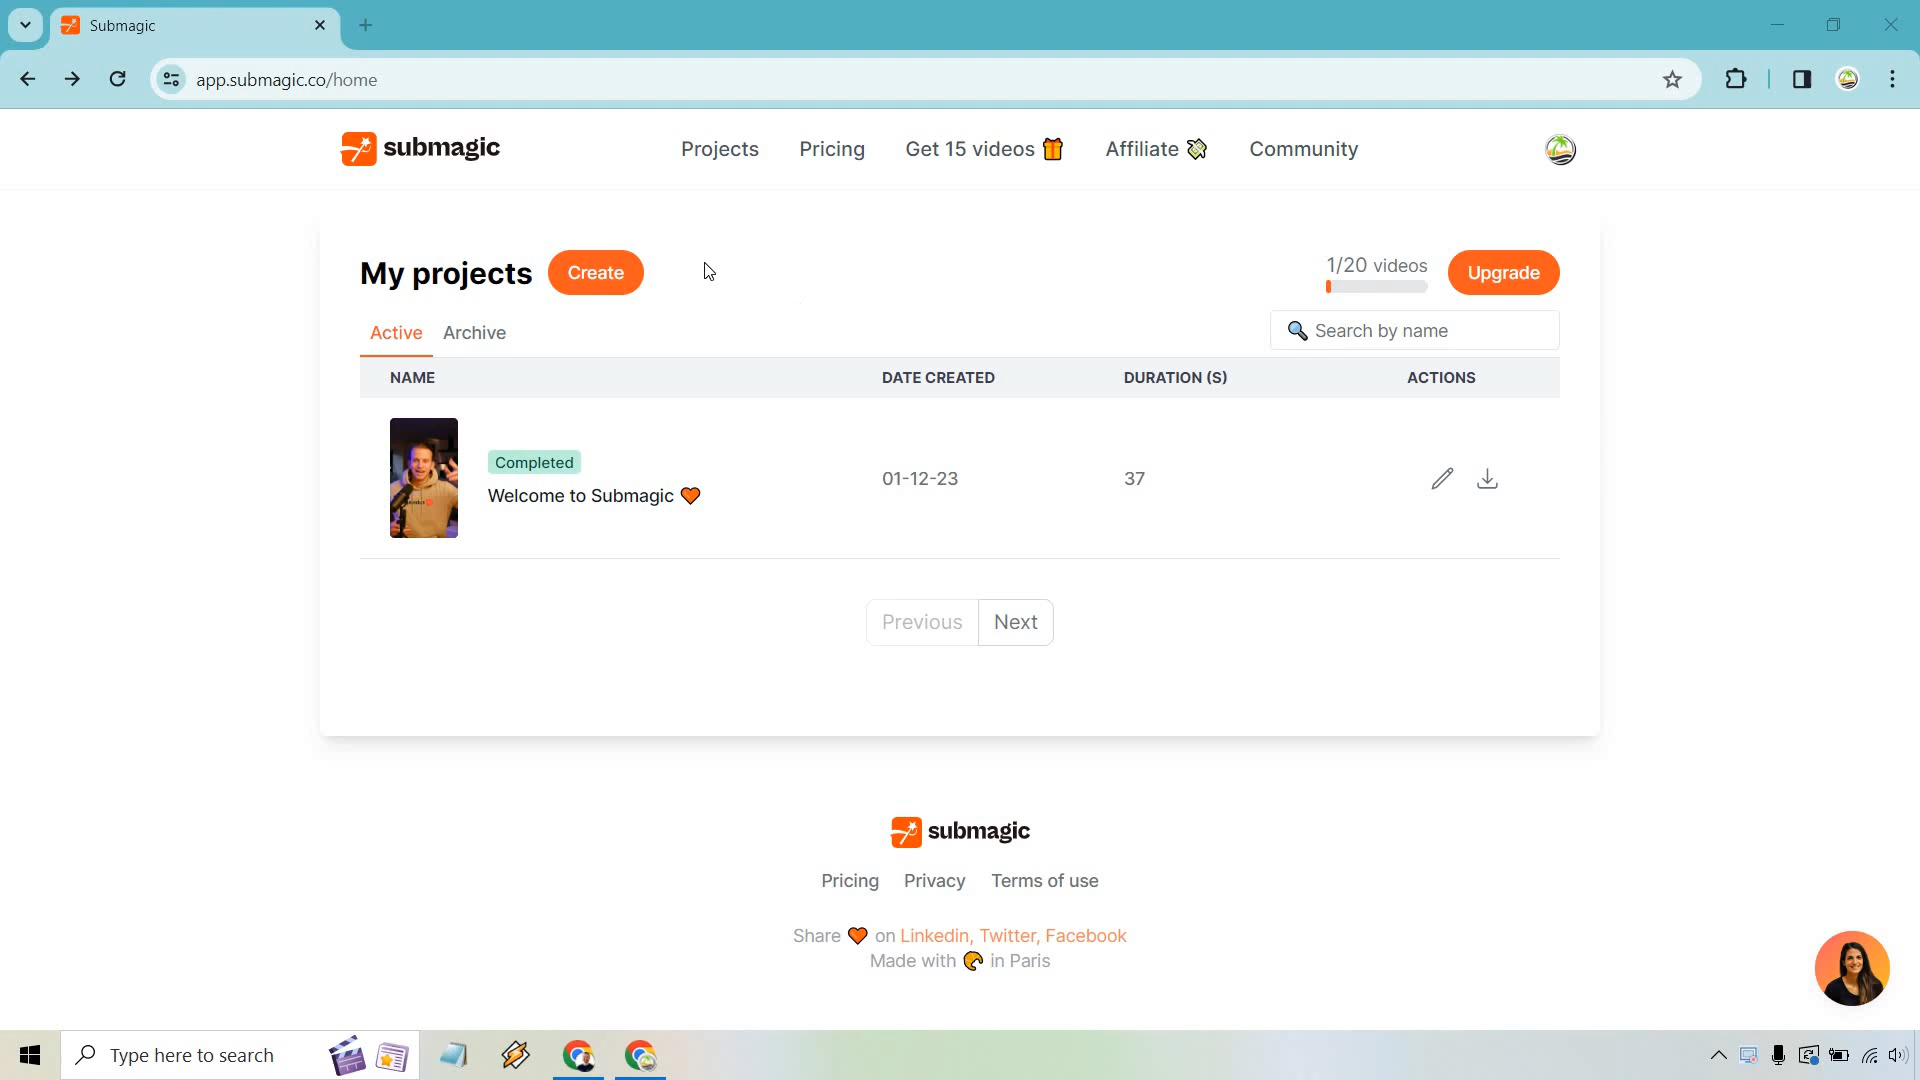 Submagic
app.submagic.co/home
submagic
Projects
Pricing
Get 15 videos 🎁
Affiliate 💸
Community
My projects
Create
1/20 videos
Upgrade
Active
Archive
🔍 Search by name
NAME
DATE CREATED
DURATION (S)
ACTIONS
Completed
Welcome to Submagic 🧡
01-12-23
37
Previous
Next
submagic
Pricing
Privacy
Terms of use
Share 🧡 on Linkedin, Twitter, Facebook
Made with 🥐 in Paris
Type here to search